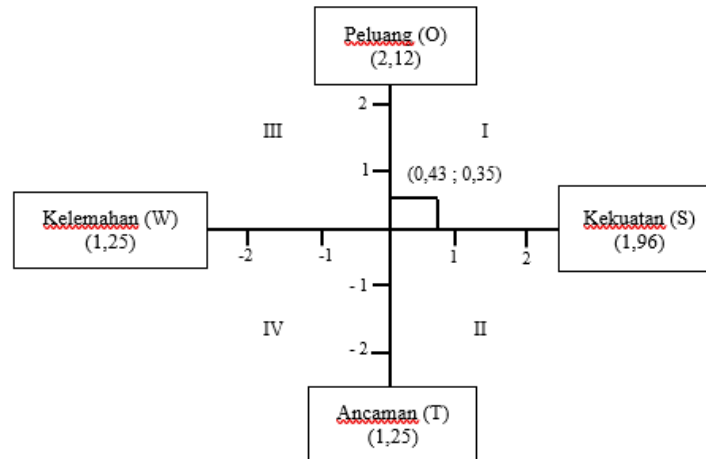 Peluang (O)
(2,12)
2
III
I
1
(0,43 ; 0,35)
Kelemahan (W)
(1,25)
Kekuatan (S)
(1,96)
-2
-1
1
2
- 1
IV
II
- 2
Ancaman (T)
(1,25)